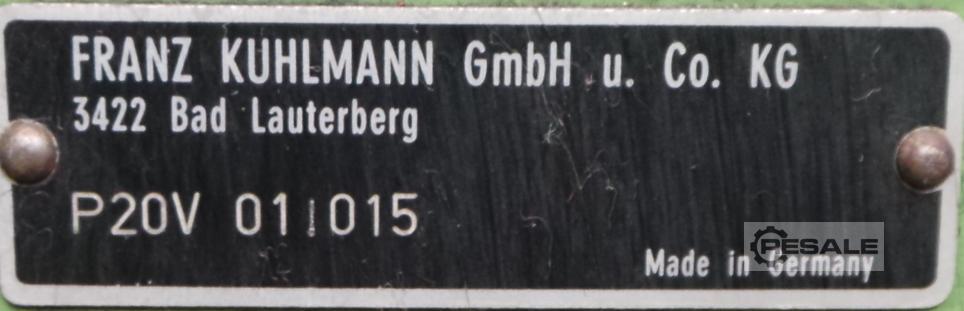 FRANZ KUHLMANN GmbH u. Co. KG
3422 Bad Lauterberg
P20V 01|015
PESALE
Made in Germany